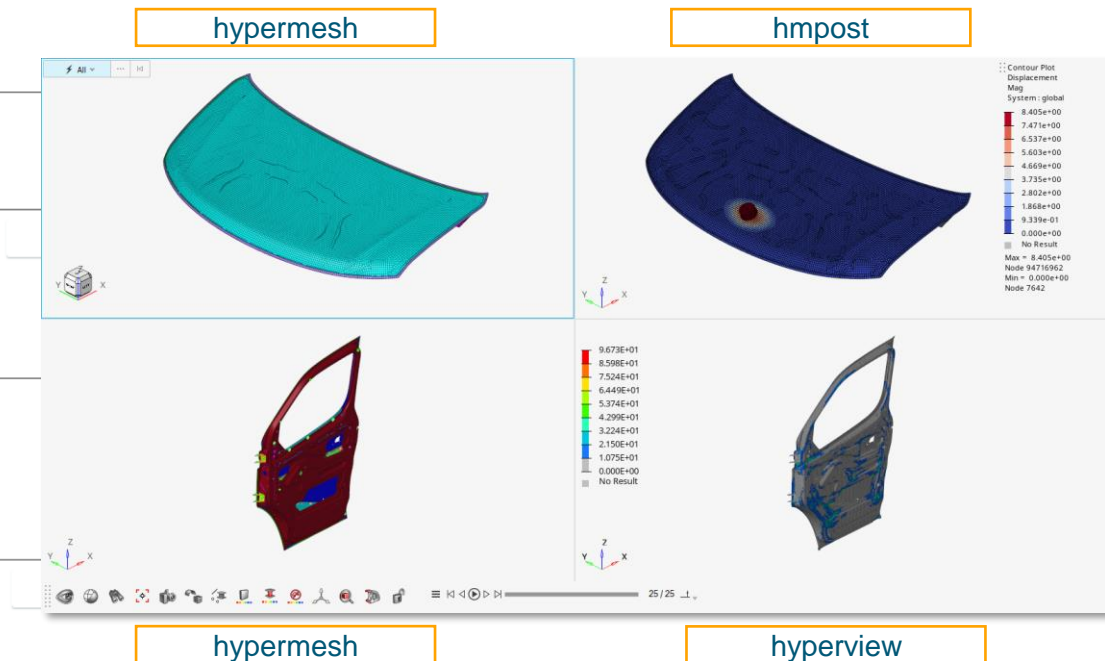 hypermesh
hmpost
All
Contour Plot
Displacement
Mag
System : global
8.405e+00
7.471e+00
6.537e+00
5.603e+00
4.669e+00
3.735e+00
2.802e+00
1.868e+00
9.339e-01
0.000e+00
No Result
Max = 8.405e+00
Node 94716962
Min = 0.000e+00
Node 7642
Z
Y
X
Z
Y
X
9.673E+01
8.598E+01
7.524E+01
6.449E+01
5.374E+01
4.299E+01
3.224E+01
2.150E+01
1.075E+01
0.000E+00
No Result
Z
Y
X
Z
Y
X
25 / 25
hypermesh
hyperview